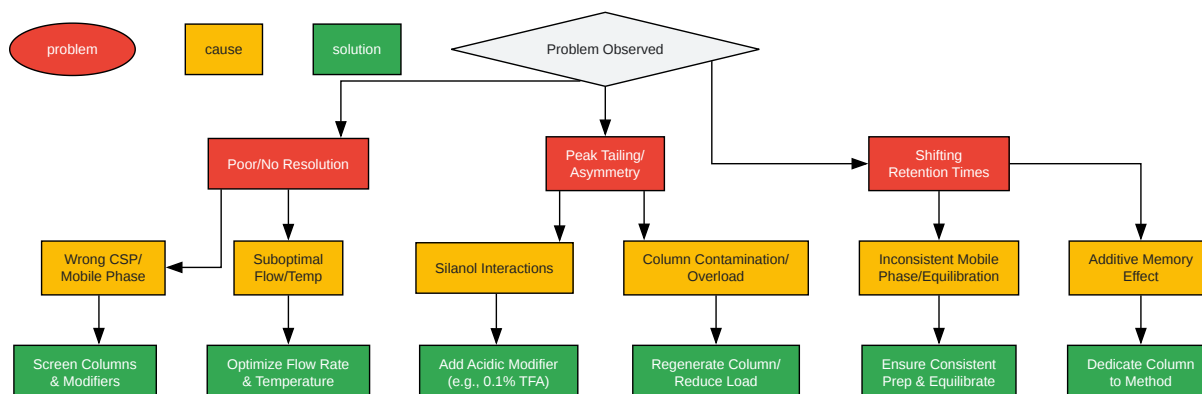 problem
cause
solution
Problem Observed
Poor/No Resolution
Peak Tailing/
Asymmetry
Shifting
Retention Times
Wrong CSP/
Mobile Phase
Suboptimal
Flow/Temp
Silanol Interactions
Column Contamination/
Overload
Inconsistent Mobile
Phase/Equilibration
Additive Memory
Effect
Screen Columns
& Modifiers
Optimize Flow Rate
& Temperature
Add Acidic Modifier
(e.g., 0.1% TFA)
Regenerate Column/
Reduce Load
Ensure Consistent
Prep & Equilibrate
Dedicate Column
to Method